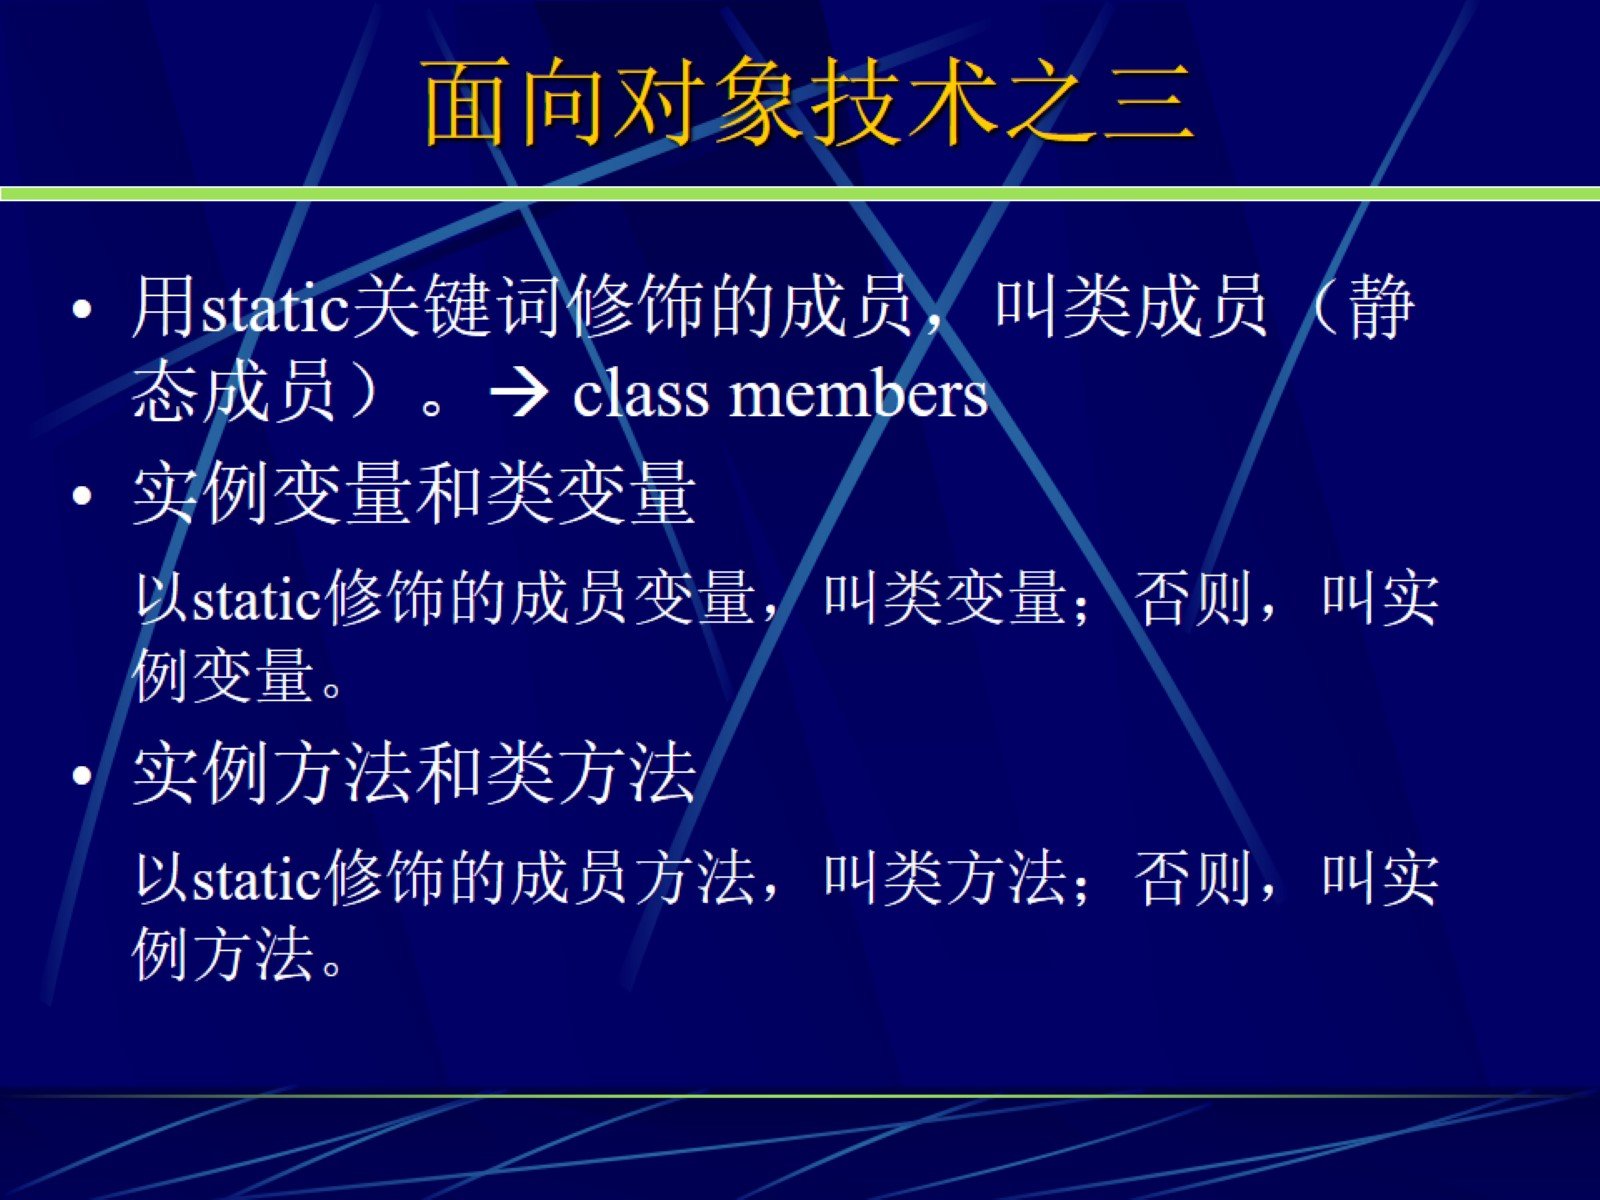 面向对象技术之三
• 用static关键词修饰的成员，叫类成员（静
态成员）。→ class members
• 实例变量和类变量
以static修饰的成员变量，叫类变量；否则，叫实
例变量。
• 实例方法和类方法
以static修饰的成员方法，叫类方法；否则，叫实
例方法。